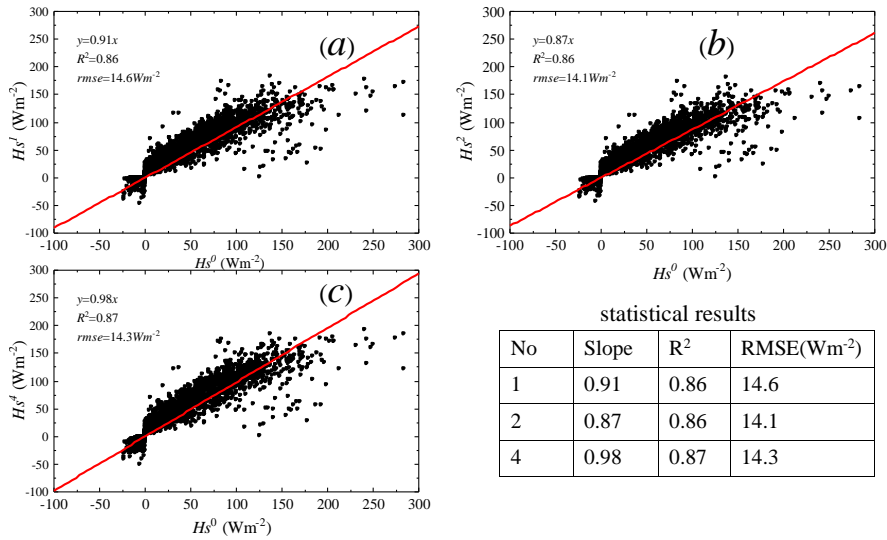 300
250
200
150
100
50
0
-50
-100
Hs¹ (Wm⁻²)
y=0.91x
R²=0.86
rmse=14.6Wm⁻²
(a)
-100 -50 0 50 100 150 200 250 300
Hs⁰ (Wm⁻²)
300
250
200
150
100
50
0
-50
-100
Hs² (Wm⁻²)
y=0.87x
R²=0.86
rmse=14.1Wm⁻²
(b)
-100 -50 0 50 100 150 200 250 300
Hs⁰ (Wm⁻²)
300
250
200
150
100
50
0
-50
-100
Hs⁴ (Wm⁻²)
y=0.98x
R²=0.87
rmse=14.3Wm⁻²
(c)
-100 -50 0 50 100 150 200 250 300
Hs⁰ (Wm⁻²)
statistical results
No Slope R² RMSE(Wm⁻²)
1 0.91 0.86 14.6
2 0.87 0.86 14.1
4 0.98 0.87 14.3